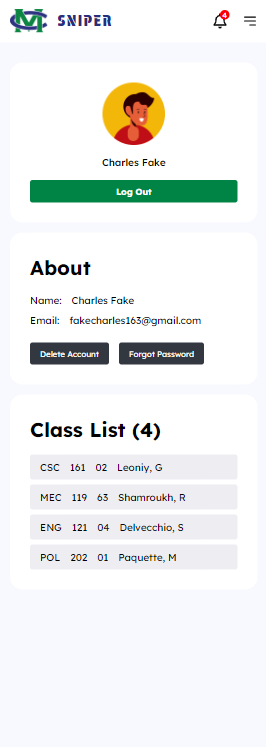 MC SNIPER
4
Charles Fake
Log Out
About
Name: Charles Fake
Email: fakecharles163@gmail.com
Delete Account Forgot Password
Class List (4)
CSC 161 02 Leoniy, G
MEC 119 63 Shamroukh, R
ENG 121 04 Delvecchio, S
POL 202 01 Paquette, M